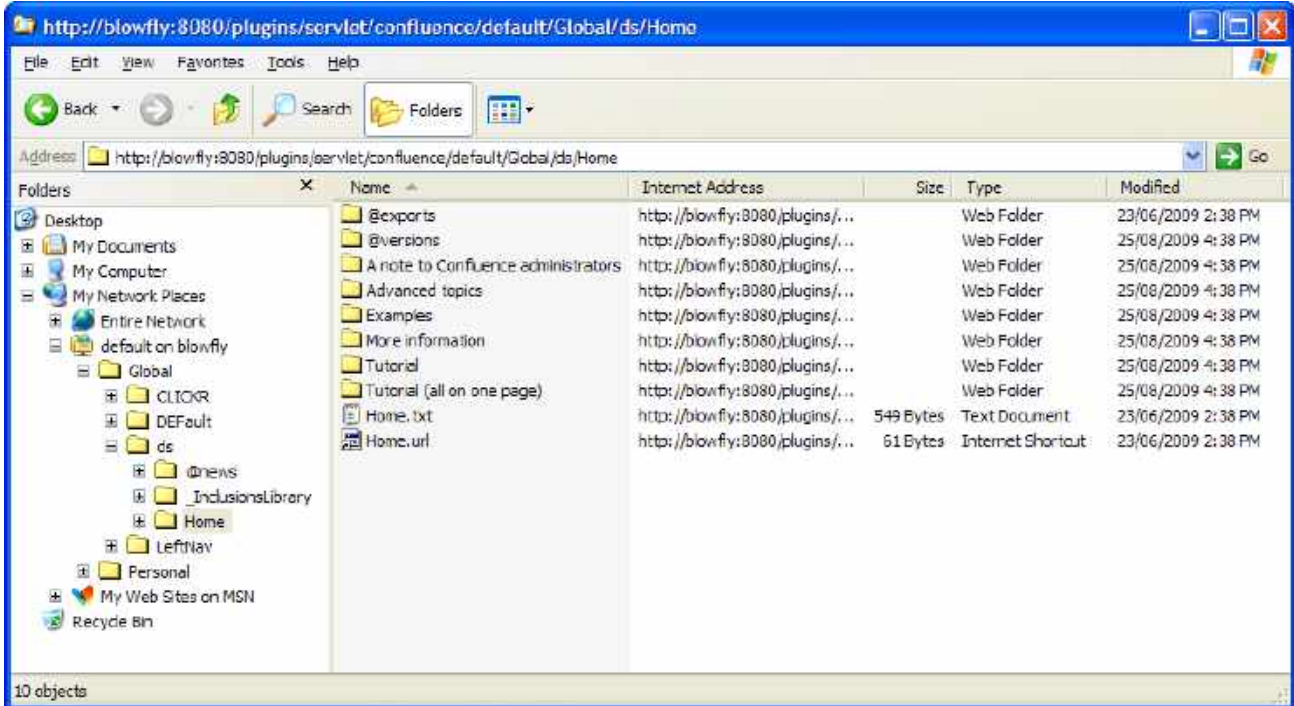 http://blowfly:8080/plugins/servlet/confluence/default/Global/ds/Home
File Edit View Favorites Tools Help
Back Search Folders
Address http://blowfly:8080/plugins/servlet/confluence/default/Global/ds/Home Go
Folders
Desktop
My Documents
My Computer
My Network Places
Entire Network
default on blowfly
Global
CLICKR
DEFault
ds
@news
_InclusionsLibrary
Home
LeftNav
Personal
My Web Sites on MSN
Recycle Bin
Name Internet Address Size Type Modified
@exports http://blowfly:8080/plugins/... Web Folder 23/06/2009 2:38 PM
@versions http://blowfly:8080/plugins/... Web Folder 25/08/2009 4:38 PM
A note to Confluence administrators http://blowfly:8080/plugins/... Web Folder 25/08/2009 4:38 PM
Advanced topics http://blowfly:8080/plugins/... Web Folder 25/08/2009 4:38 PM
Examples http://blowfly:8080/plugins/... Web Folder 25/08/2009 4:38 PM
More information http://blowfly:8080/plugins/... Web Folder 25/08/2009 4:38 PM
Tutorial http://blowfly:8080/plugins/... Web Folder 25/08/2009 4:38 PM
Tutorial (all on one page) http://blowfly:8080/plugins/... Web Folder 25/08/2009 4:38 PM
Home.txt http://blowfly:8080/plugins/... 549 Bytes Text Document 23/06/2009 2:38 PM
Home.url http://blowfly:8080/plugins/... 61 Bytes Internet Shortcut 23/06/2009 2:38 PM
10 objects